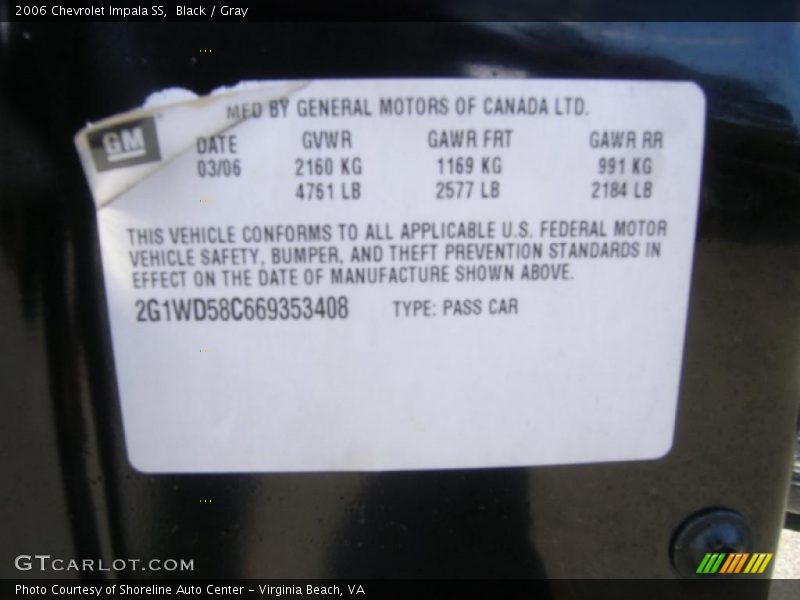 2006 Chevrolet Impala SS, Black / Gray
MFD BY GENERAL MOTORS OF CANADA LTD.
GM
DATE GVWR GAWR FRT GAWR RR
03/06 2160 KG 1169 KG 991 KG
4761 LB 2577 LB 2184 LB
THIS VEHICLE CONFORMS TO ALL APPLICABLE U.S. FEDERAL MOTOR
VEHICLE SAFETY, BUMPER, AND THEFT PREVENTION STANDARDS IN
EFFECT ON THE DATE OF MANUFACTURE SHOWN ABOVE.
2G1WD58C669353408 TYPE: PASS CAR
GTCARLOT.COM
Photo Courtesy of Shoreline Auto Center - Virginia Beach, VA